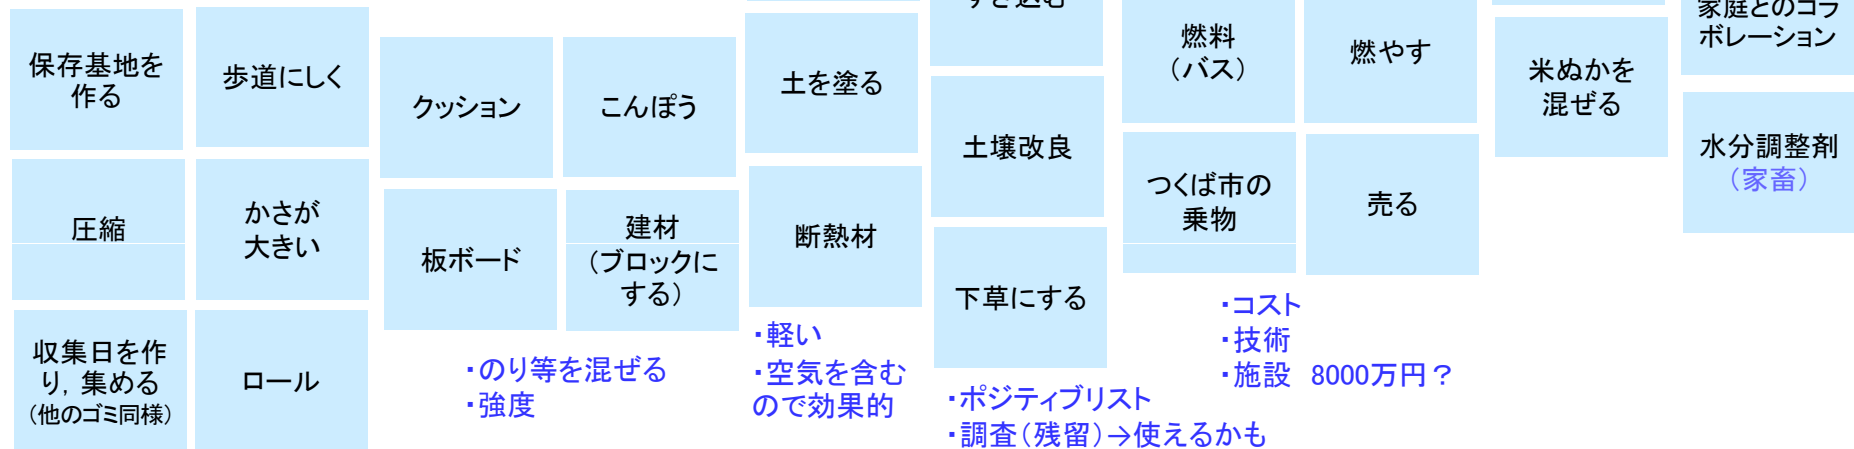 保存基地を
作る
歩道にしく
圧縮
かさが
大きい
収集日を作
り，集める
（他のゴミ同様）
ロール
クッション
こんぽう
板ボード
建材
（ブロックに
する）
・のり等を混ぜる
・強度
土を塗る
断熱材
・軽い
・空気を含む
ので効果的
すき込む
土壌改良
下草にする
・ポジティブリスト
・調査（残留）→使えるかも
燃料
（バス）
燃やす
つくば市の
乗物
売る
・コスト
・技術
・施設　8000万円？
米ぬかを
混ぜる
家庭とのコラ
ボレーション
水分調整剤
（家畜）